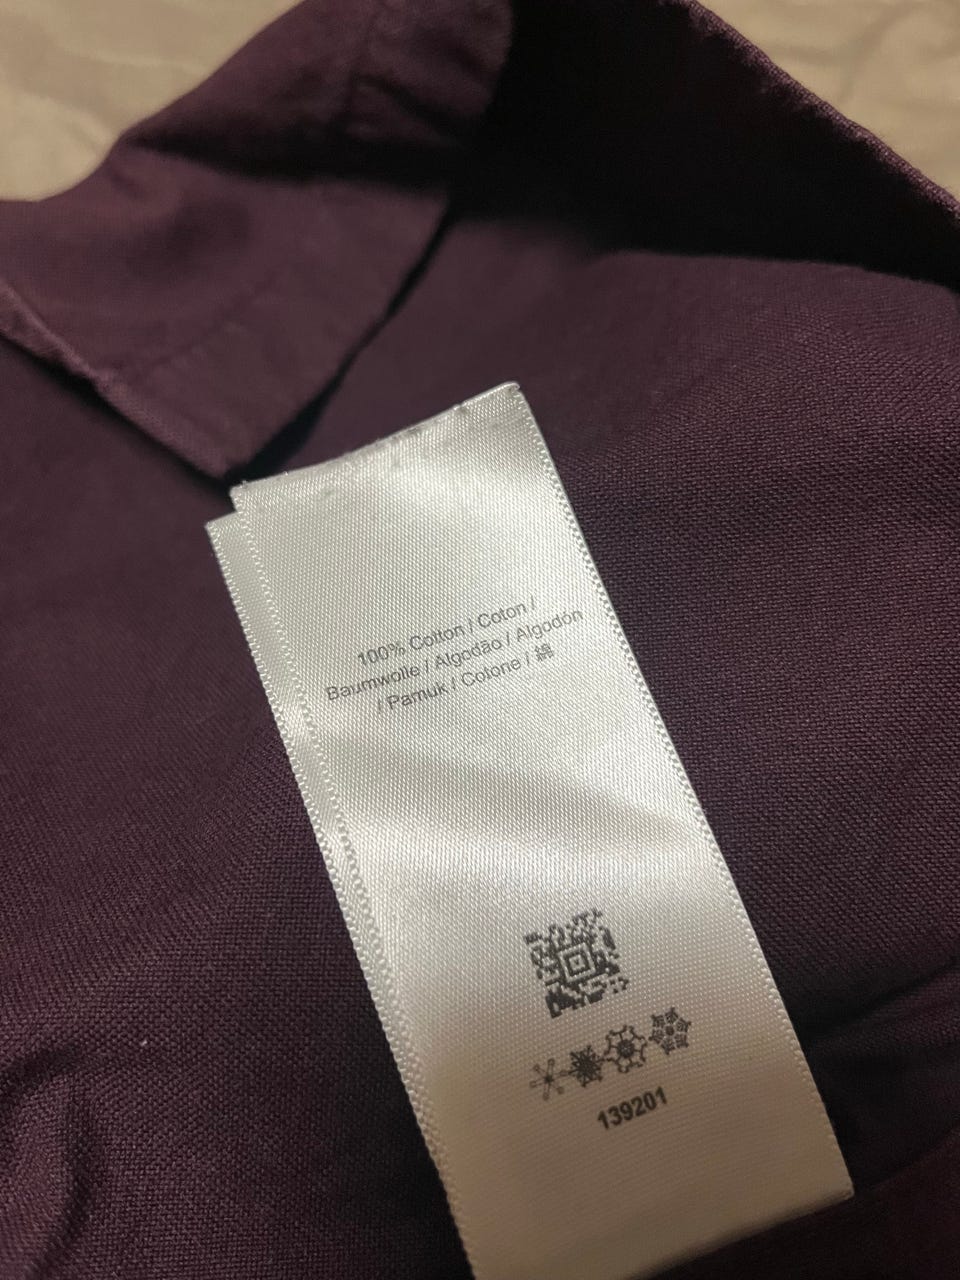 100% Cotton / Coton /
Baumwolle / Algodão / Algodón
/ Pamuk / Cotone / 綿
139201